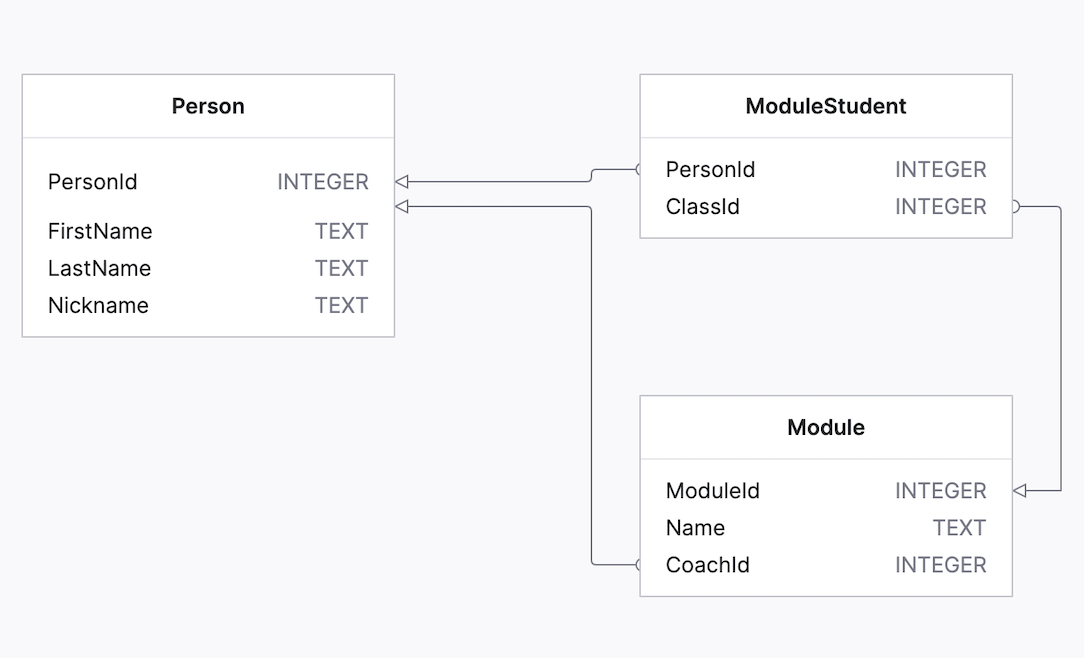 Person
PersonId INTEGER
FirstName TEXT
LastName TEXT
Nickname TEXT
ModuleStudent
PersonId INTEGER
ClassId INTEGER
Module
ModuleId INTEGER
Name TEXT
CoachId INTEGER